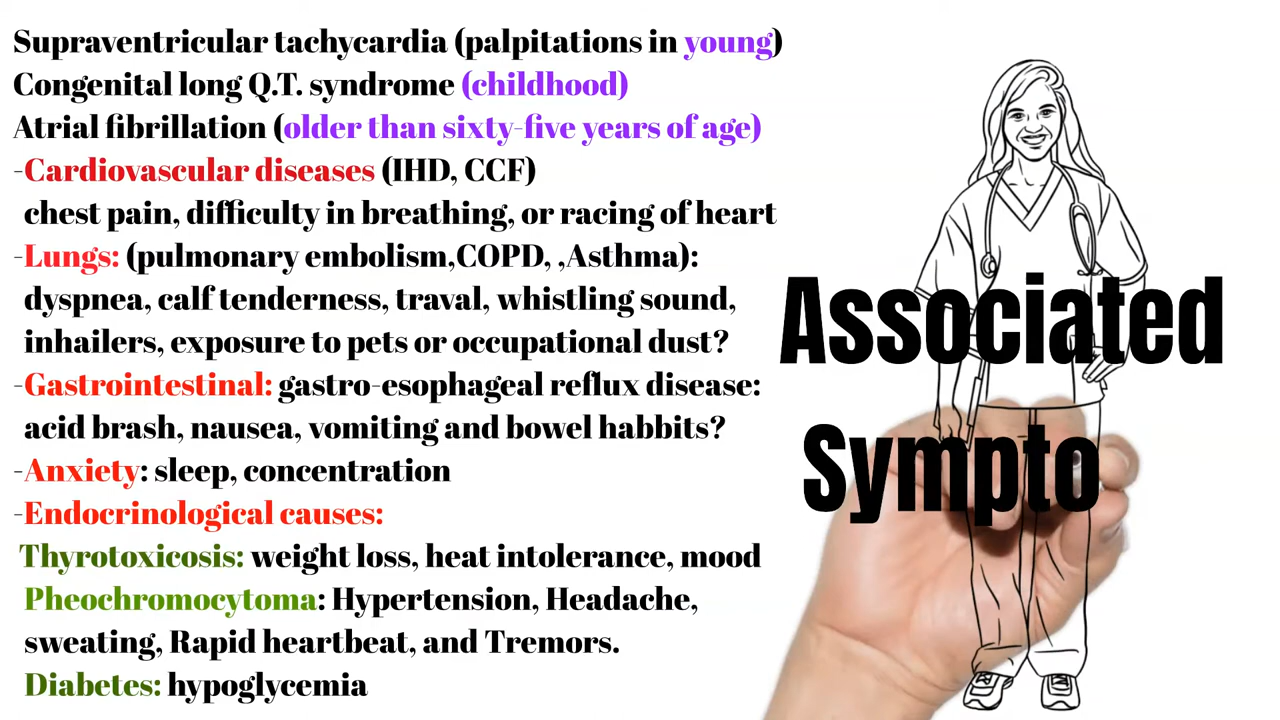 Supraventricular tachycardia (palpitations in young)
Congenital long Q.T. syndrome (childhood)
Atrial fibrillation (older than sixty-five years of age)
-Cardiovascular diseases (IHD, CCF)
chest pain, difficulty in breathing, or racing of heart
-Lungs: (pulmonary embolism,COPD, ,Asthma):
dyspnea, calf tenderness, traval, whistling sound,
inhailers, exposure to pets or occupational dust?
-Gastrointestinal: gastro-esophageal reflux disease:
acid brash, nausea, vomiting and bowel habbits?
-Anxiety: sleep, concentration
-Endocrinological causes:
Thyrotoxicosis: weight loss, heat intolerance, mood
Pheochromocytoma: Hypertension, Headache,
sweating, Rapid heartbeat, and Tremors.
Diabetes: hypoglycemia
Associated
Sympto